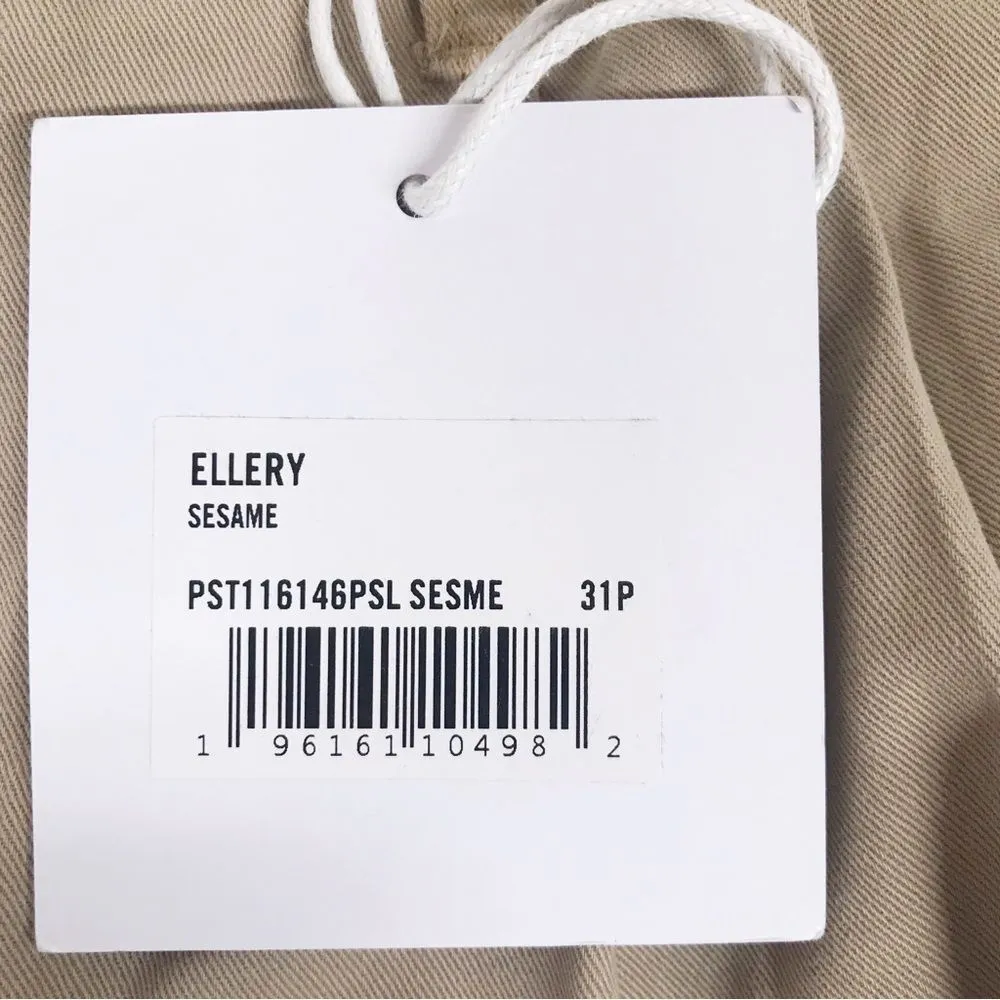 ELLERY
SESAME
PST116146PSL SESME 31P
1 96161 10498 2